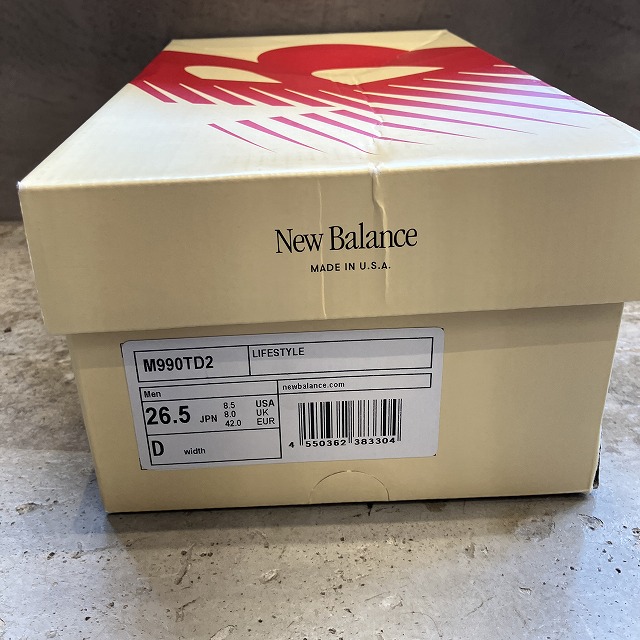 New Balance
MADE IN U.S.A.
M990TD2
LIFESTYLE
Men
newbalance.com
26.5 JPN
8.5 USA
8.0 UK
42.0 EUR
D width
4 550362 383304